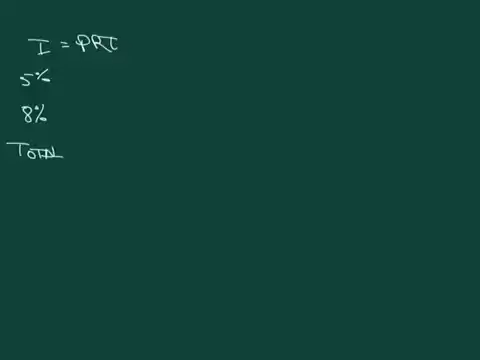 I = PRT
5%
8%
TOTAL